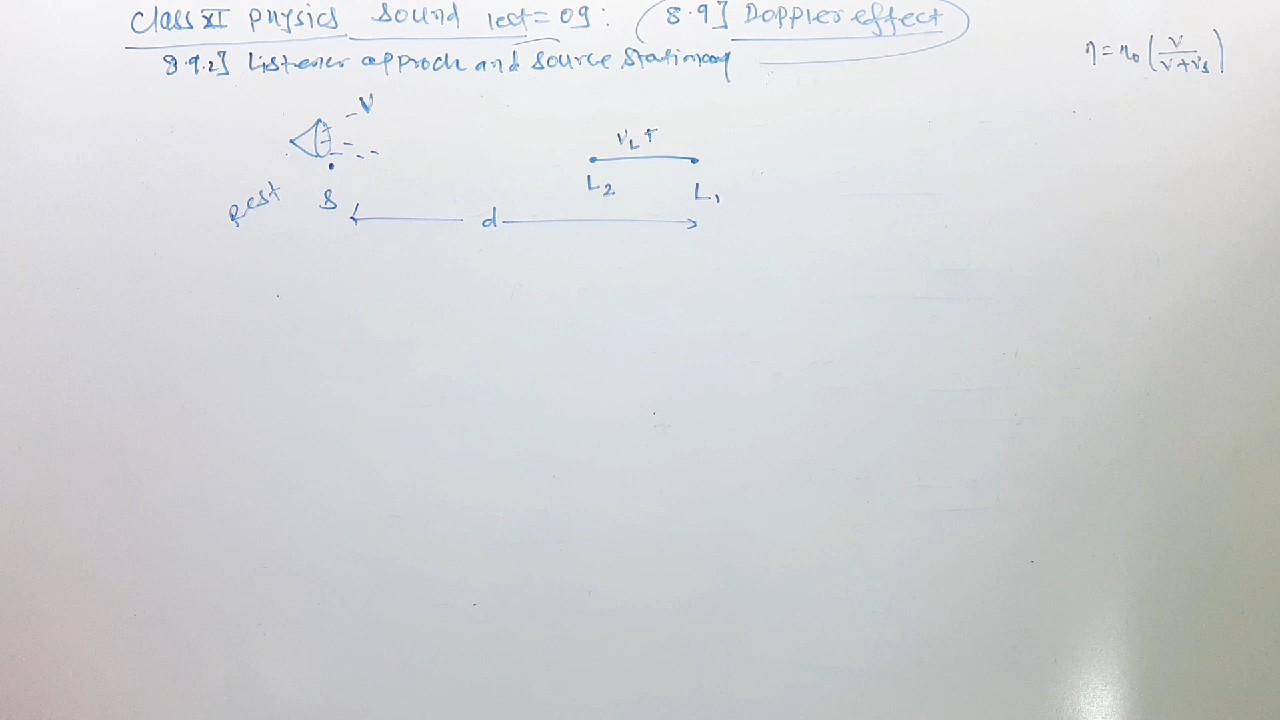 Class XI physics sound lect=09: 8.9] Doppler effect
8.9.2] Listener approch and source stationary
η = n₀ (v / v+vₛ)
V
V_L T
L₂
L₁
Rest
S
d